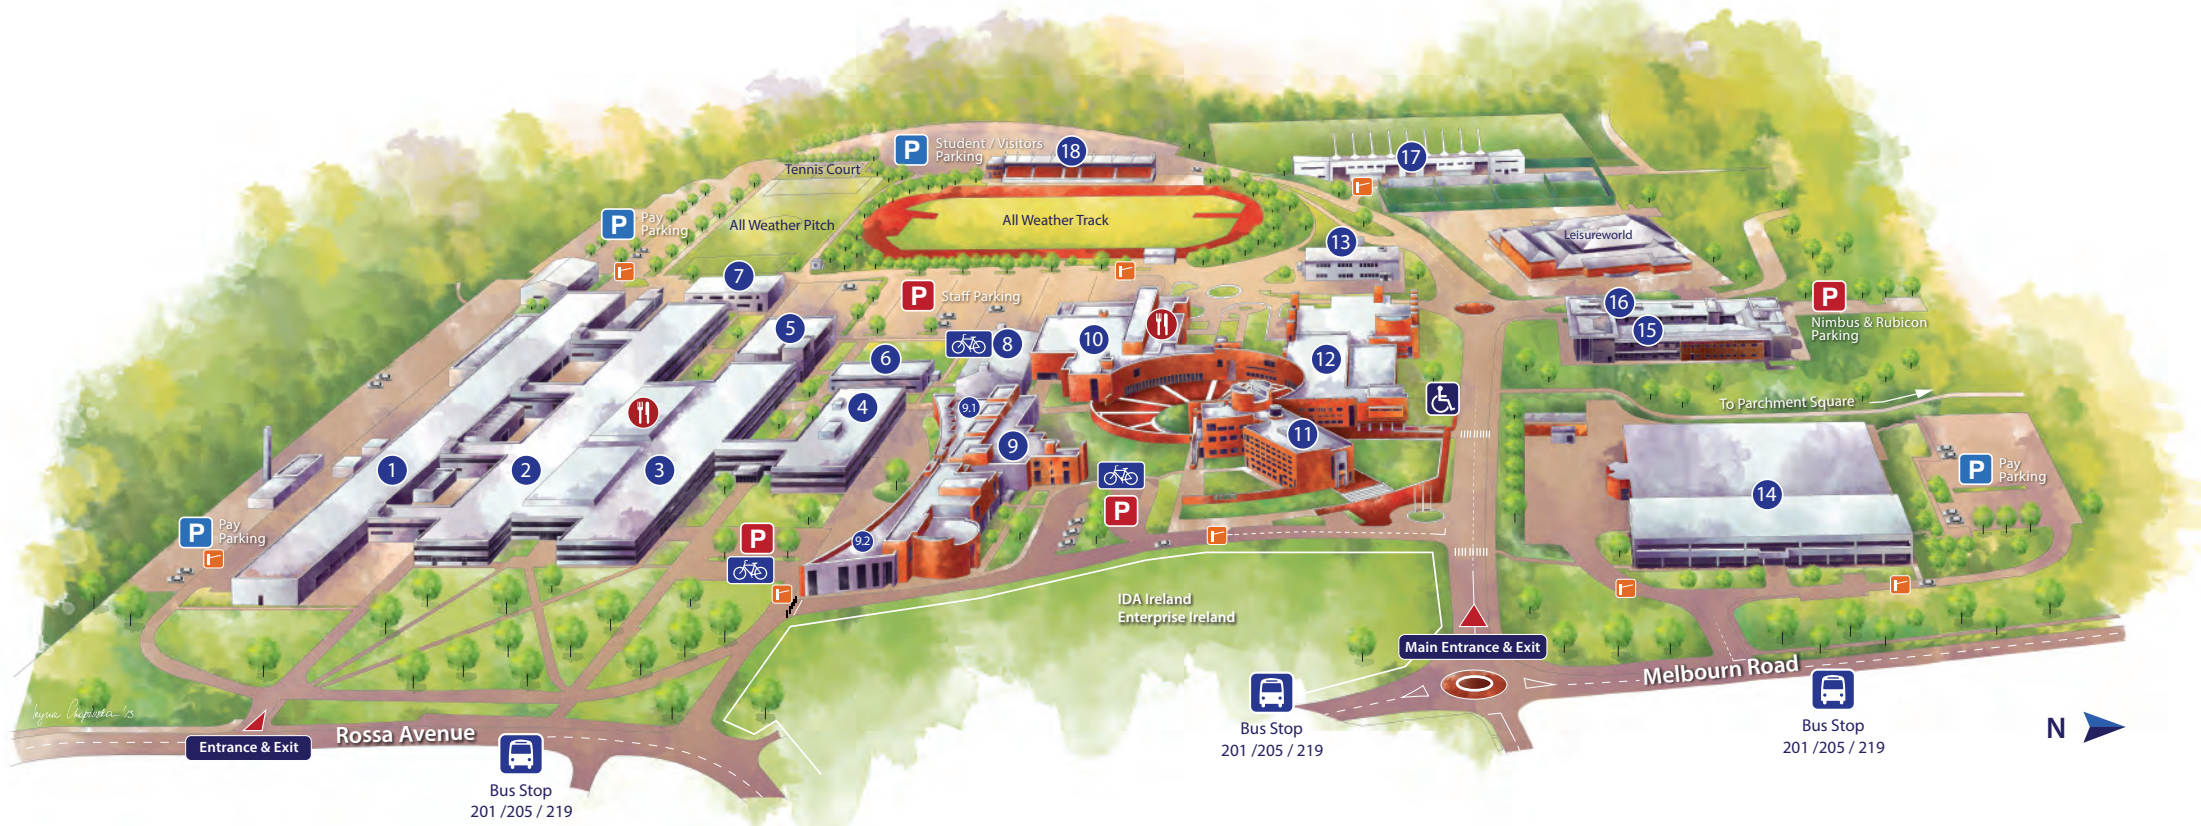 P
Student / Visitors
Parking
18
17
Tennis Court
P
Pay
Parking
All Weather Pitch
All Weather Track
Leisureworld
13
7
P
Staff Parking
16
15
P
Nimbus & Rubicon
Parking
5
6
8
10
12
To Parchment Square
4
9.1
9
11
1
2
3
14
P
Pay
Parking
P
Pay
Parking
P
P
9.2
IDA Ireland
Enterprise Ireland
Main Entrance & Exit
Melbourn Road
Entrance & Exit
Rossa Avenue
Bus Stop
201 /205 / 219
Bus Stop
201 /205 / 219
Bus Stop
201 /205 / 219
N